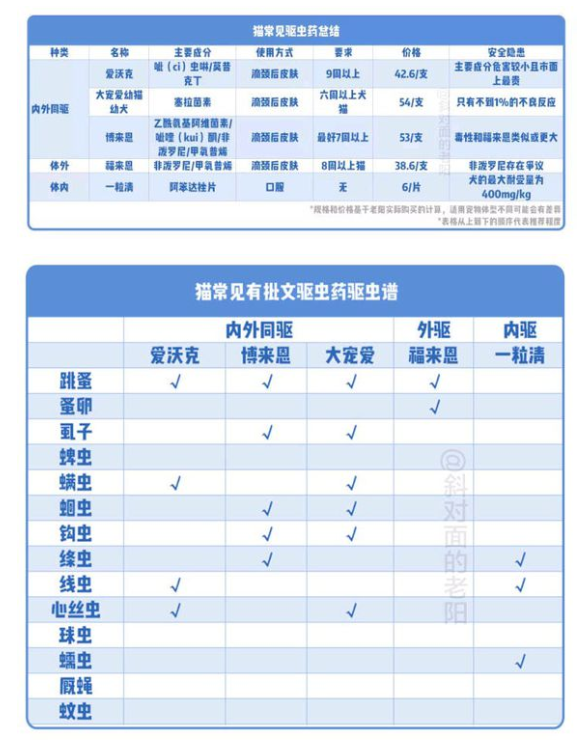 猫常见驱虫药总结
种类 名称 主要成分 使用方式 要求 价格 安全隐患
内外同驱 爱沃克 吡（ci）虫啉/莫昔克丁 滴颈后皮肤 9周以上 42.6/支 主要成分危害较小且市面上最贵
大宠爱幼猫幼犬 塞拉菌素 滴颈后皮肤 六周以上犬猫 54/支 只有不到1%的不良反应
博来恩 乙酰氨基阿维菌素/吡喹（kui）酮/非泼罗尼/甲氧普烯 滴颈后皮肤 最好7周以上 53/支 毒性和福来恩类似或更大
体外 福来恩 非泼罗尼/甲氧普烯 滴颈后皮肤 8周以上猫 38.6/支 非泼罗尼存在争议
体内 一粒清 阿苯达挫片 口服 无 6/片 犬的最大耐受量为400mg/kg
*规格和价格基于老阳实际购买的计算，适用宠物体型不同可能会有差异
*表格从上到下的顺序代表推荐程度
@斜对面的老阳
猫常见有批文驱虫药驱虫谱
内外同驱 外驱 内驱
爱沃克 博来恩 大宠爱 福来恩 一粒清
跳蚤 √ √ √ √
蚤卵 √
虱子 √ √
蜱虫
螨虫 √ √
蛔虫 √ √
钩虫 √ √
绦虫 √ √
线虫 √ √
心丝虫 √ √
球虫
蠕虫 √
厩蝇
蚊虫
@斜对面的老阳